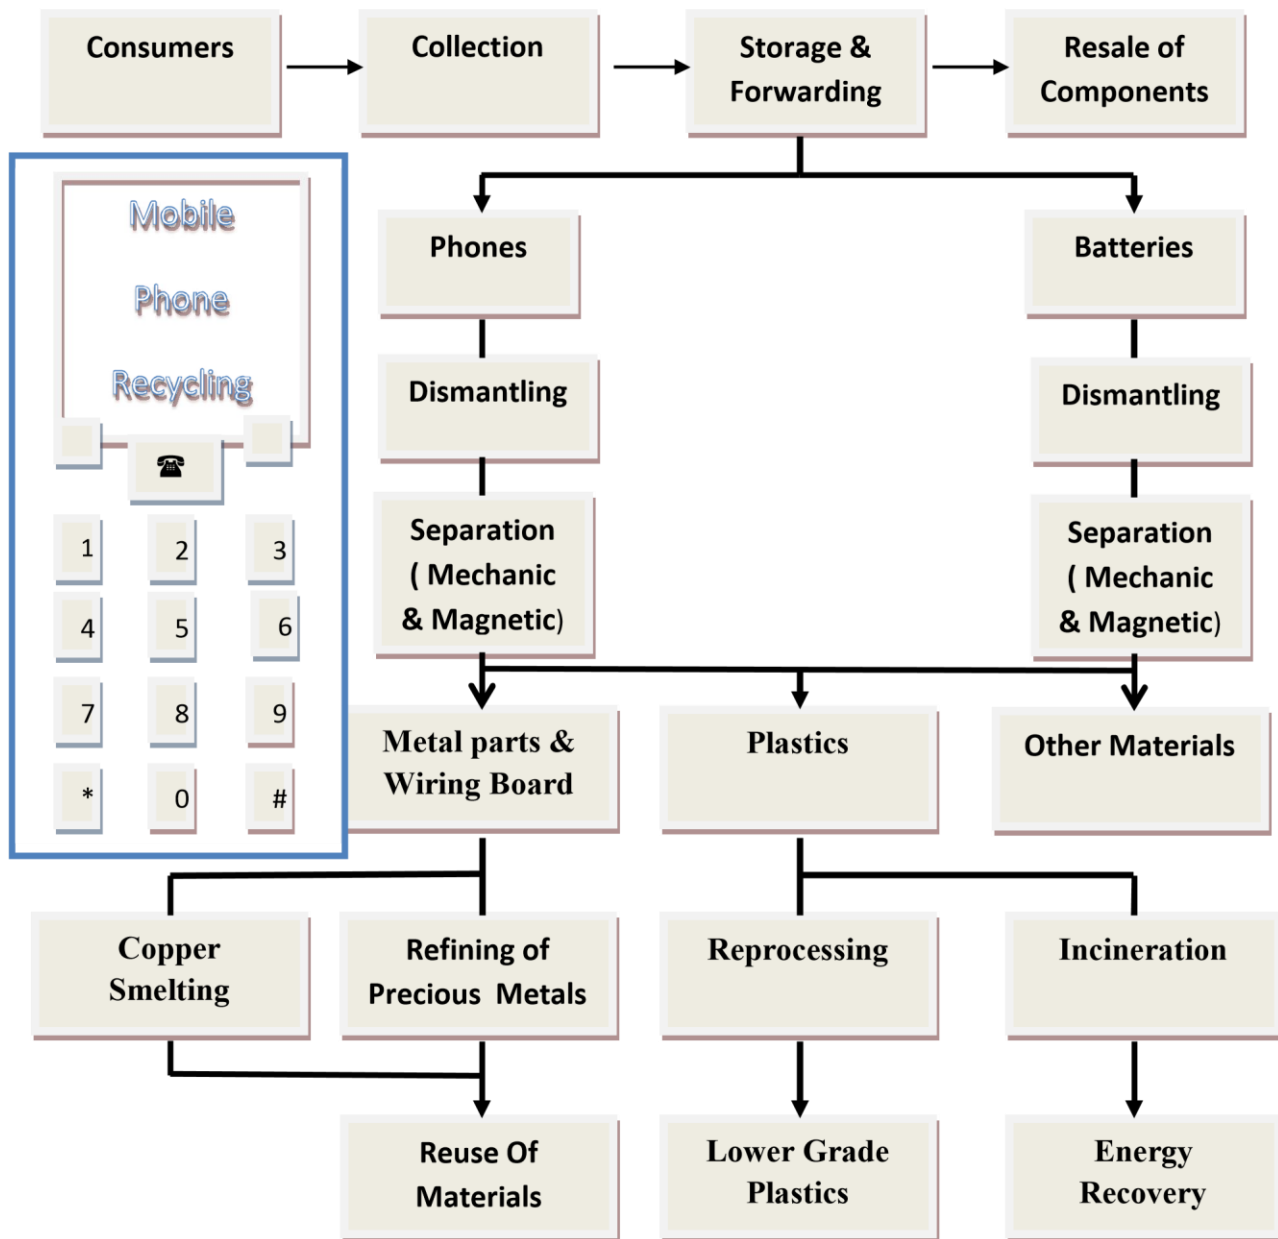 Consumers
Collection
Storage &
Forwarding
Resale of
Components
Mobile
Phone
Recycling
☎
1
2
3
4
5
6
7
8
9
*
0
#
Phones
Batteries
Dismantling
Dismantling
Separation
( Mechanic
& Magnetic)
Separation
( Mechanic
& Magnetic)
Metal parts &
Wiring Board
Plastics
Other Materials
Copper
Smelting
Refining of
Precious Metals
Reprocessing
Incineration
Reuse Of
Materials
Lower Grade
Plastics
Energy
Recovery